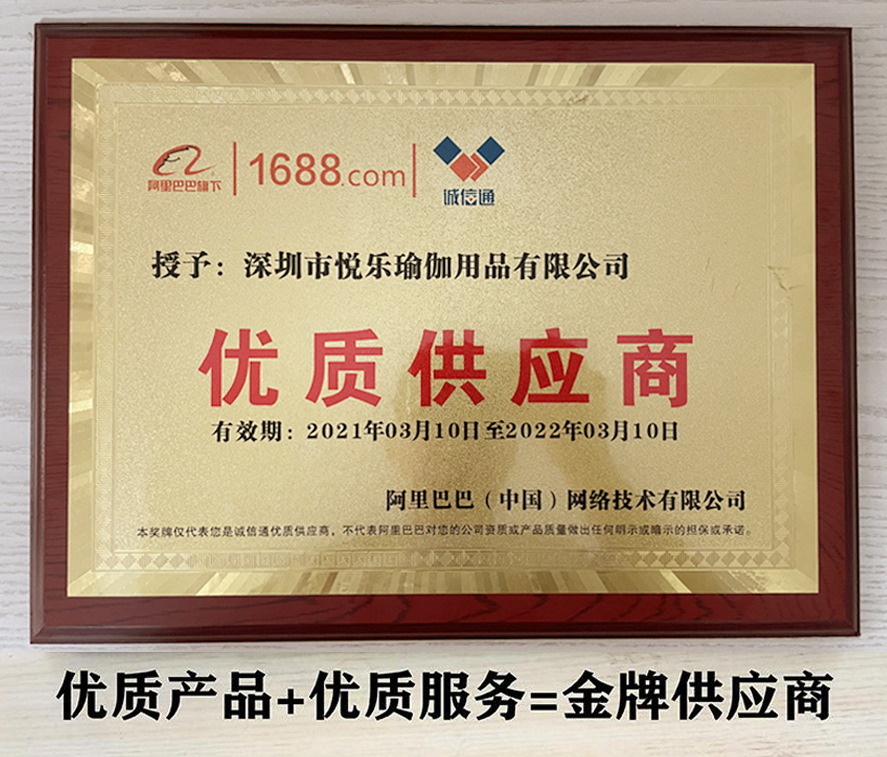 阿里巴巴旗下 1688.com 诚信通
授予：深圳市悦乐瑜伽用品有限公司
优质供应商
有效期：2021年03月10日至2022年03月10日
阿里巴巴（中国）网络技术有限公司
本奖牌仅代表您是诚信通优质供应商，不代表阿里巴巴对您的公司资质或产品质量做出任何明示或暗示的担保或承诺。
优质产品+优质服务=金牌供应商